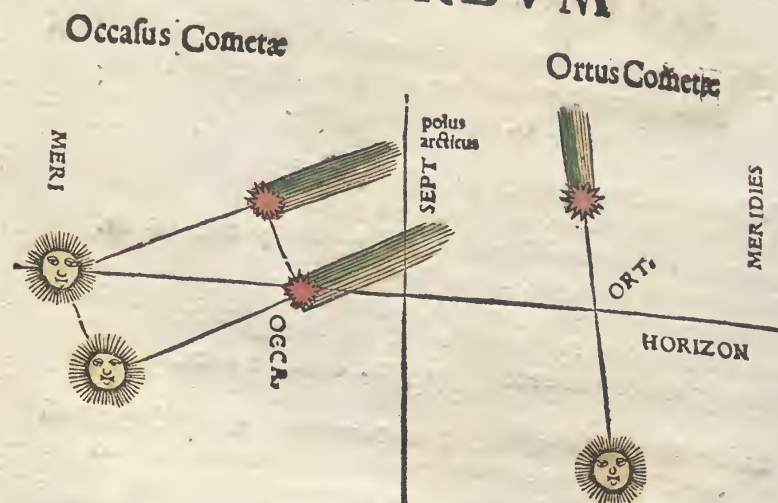 Occaſus Cometæ
Ortus Cometæ
MERI
polus
arcticus
SEPT
MERIDIES
ORT.
OCCA.
HORIZON